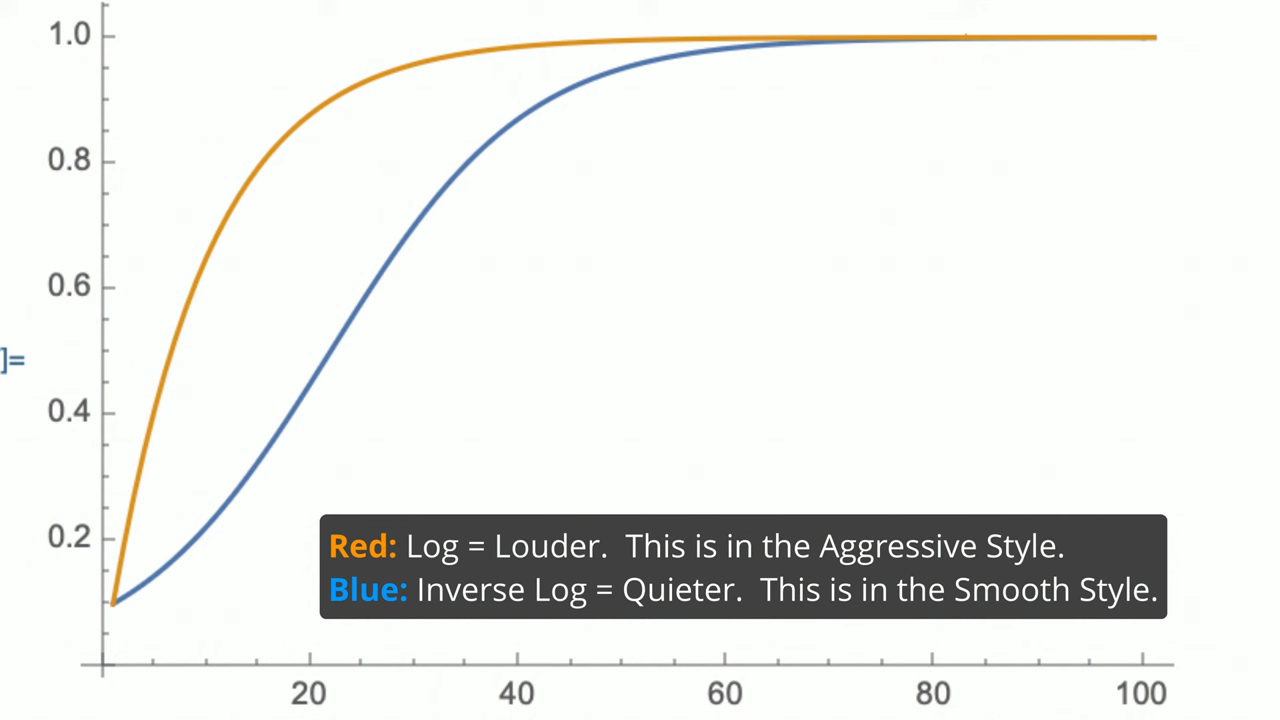 1.0
0.8
0.6
]=
0.4
0.2
Red: Log = Louder.  This is in the Aggressive Style.
Blue: Inverse Log = Quieter.  This is in the Smooth Style.
20 40 60 80 100